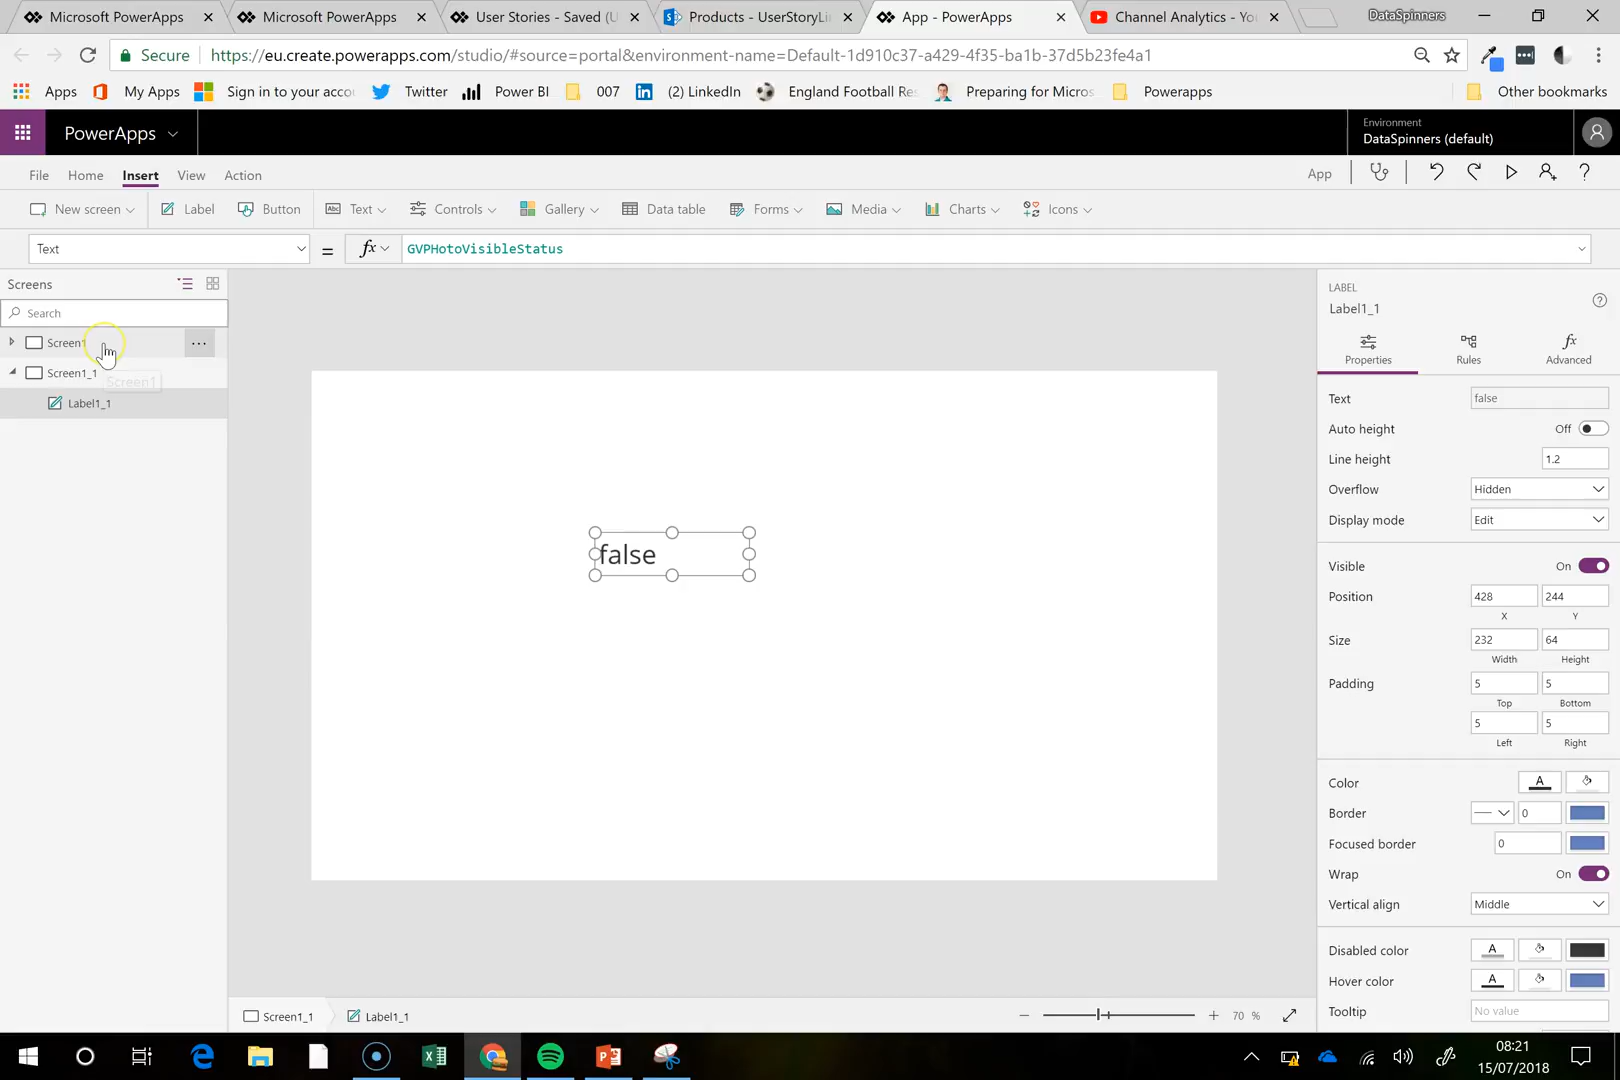 Microsoft PowerApps
Microsoft PowerApps
User Stories - Saved (U
Products - UserStoryLi
App - PowerApps
Channel Analytics - Yo
DataSpinners
Secure
https://eu.create.powerapps.com/studio/#source=portal&environment-name=Default-1d910c37-a429-4f35-ba1b-37d5b23fe4a1
Apps
My Apps
Sign in to your acco
Twitter
Power BI
007
(2) LinkedIn
England Football Res
Preparing for Micros
Powerapps
Other bookmarks
PowerApps
Environment
DataSpinners (default)
File
Home
Insert
View
Action
App
New screen
Label
Button
Text
Controls
Gallery
Data table
Forms
Media
Charts
Icons
Text
=
fx
GVPHotoVisibleStatus
Screens
Search
Screen1
Screen1_1
Screen1
Label1_1
false
LABEL
Label1_1
Properties
Rules
Advanced
Text
false
Auto height
Off
Line height
1.2
Overflow
Hidden
Display mode
Edit
Visible
On
Position
428
244
X
Y
Size
232
64
Width
Height
Padding
5
5
Top
Bottom
5
5
Left
Right
Color
Border
0
Focused border
0
Wrap
On
Vertical align
Middle
Disabled color
Hover color
Tooltip
No value
Screen1_1
Label1_1
70 %
08:21
15/07/2018